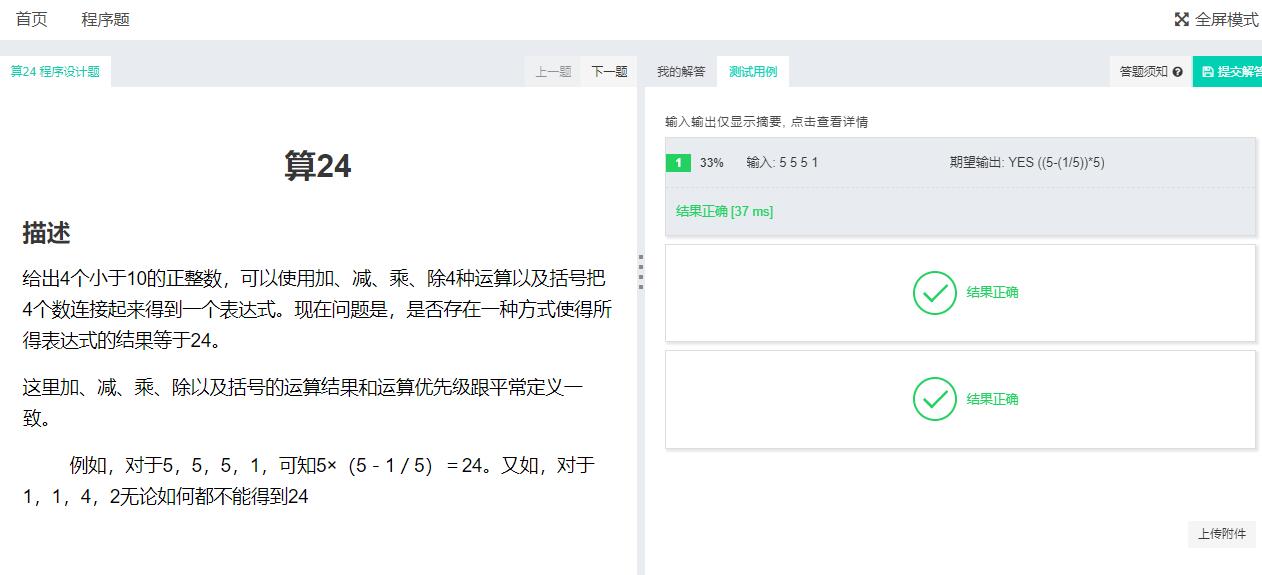 首页 程序题 全屏模式
算24 程序设计题 上一题 下一题 我的解答 测试用例 答题须知 提交解答
算24
描述
给出4个小于10的正整数，可以使用加、减、乘、除4种运算以及括号把
4个数连接起来得到一个表达式。现在问题是，是否存在一种方式使得所
得表达式的结果等于24。
这里加、减、乘、除以及括号的运算结果和运算优先级跟平常定义一
致。
例如，对于5，5，5，1，可知5×（5 - 1 / 5）＝24。又如，对于
1，1，4，2无论如何都不能得到24
输入输出仅显示摘要, 点击查看详情
1 33% 输入: 5 5 5 1 期望输出: YES ((5-(1/5))*5)
结果正确 [37 ms]
结果正确
结果正确
上传附件